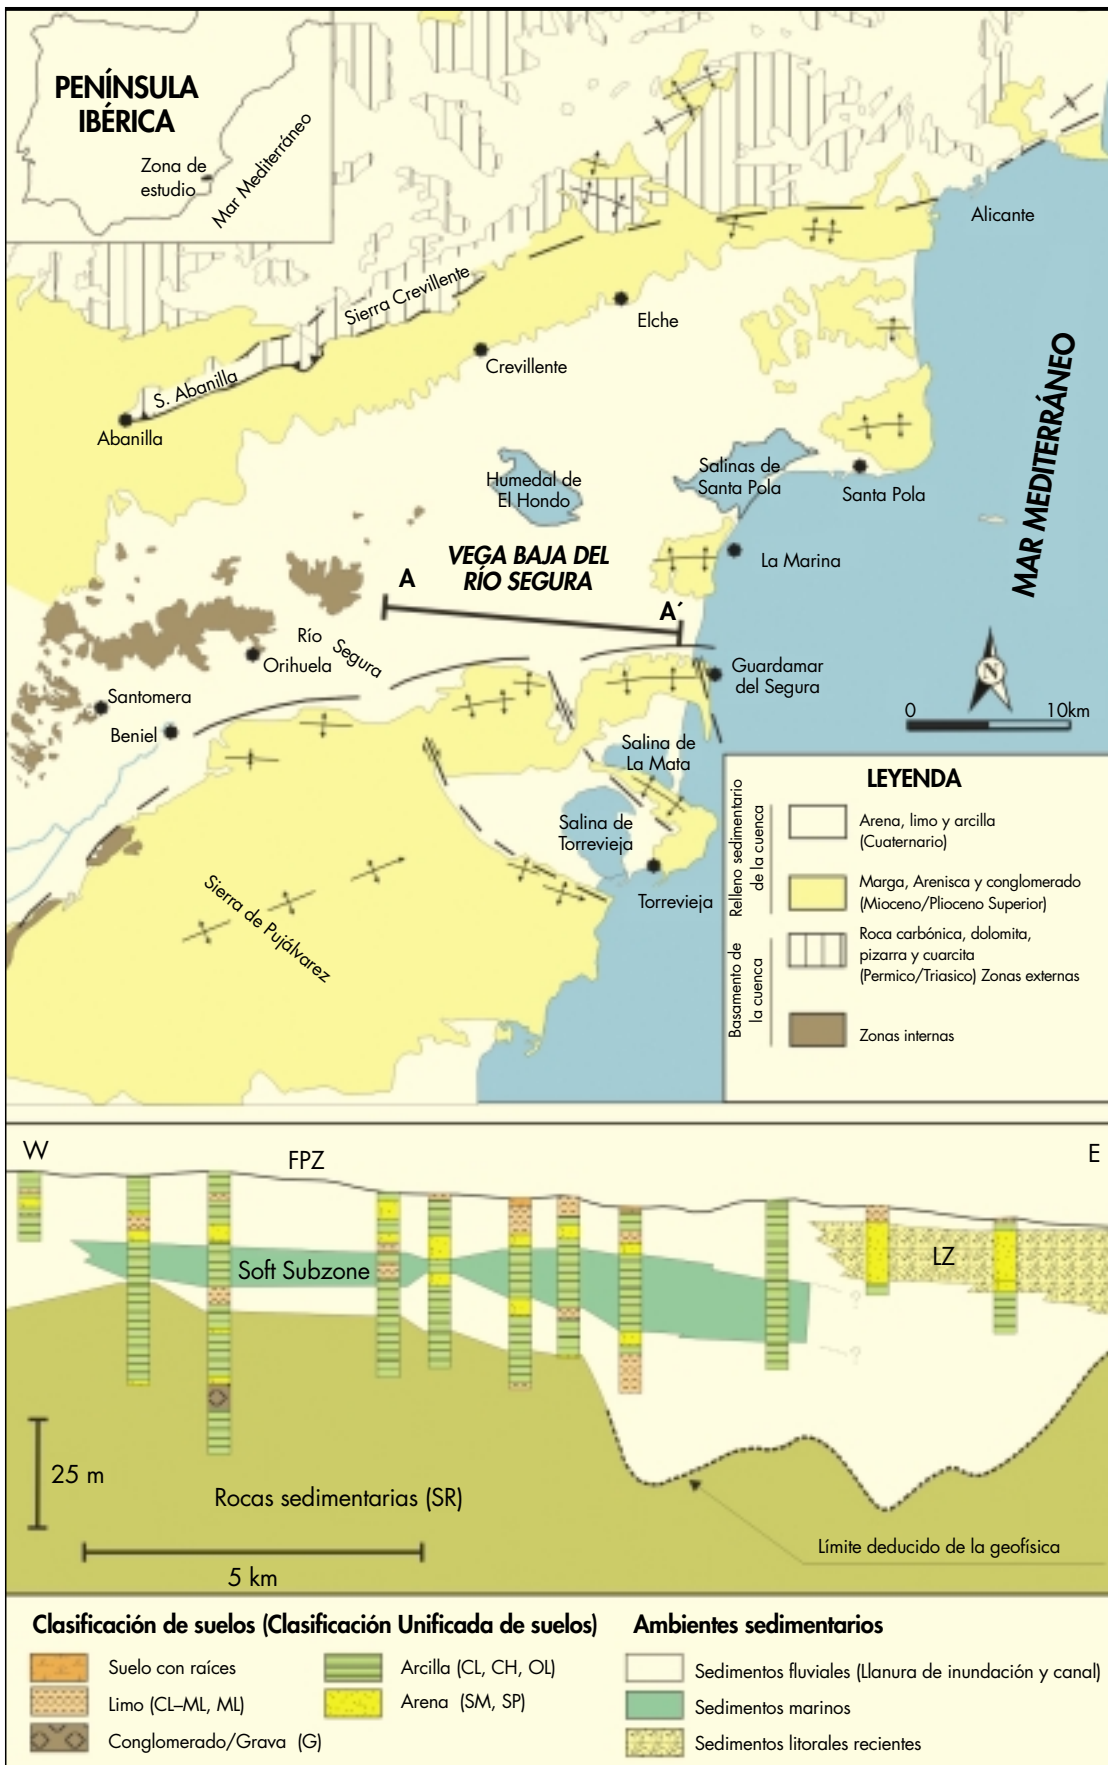 PENÍNSULA
IBÉRICA
Zona de
estudio
Mar Mediterráneo
Alicante
Sierra Crevillente
Elche
Crevillente
S. Abanilla
Abanilla
MAR MEDITERRÁNEO
Humedal de
El Hondo
Salinas de
Santa Pola
Santa Pola
VEGA BAJA DEL
RÍO SEGURA
La Marina
A
A´
Río
Segura
Orihuela
Guardamar
del Segura
N
Santomera
Beniel
0
10km
Salina de
La Mata
Salina de
Torrevieja
Torrevieja
Sierra de Pujálvarez
LEYENDA
Relleno sedimentario
de la cuenca
Arena, limo y arcilla
(Cuaternario)
Marga, Arenisca y conglomerado
(Mioceno/Plioceno Superior)
Basamento de
la cuenca
Roca carbónica, dolomita,
pizarra y cuarcita
(Permico/Triasico) Zonas externas
Zonas internas
W
FPZ
E
Soft Subzone
LZ
?
?
25 m
Rocas sedimentarias (SR)
5 km
Límite deducido de la geofísica
Clasificación de suelos (Clasificación Unificada de suelos)
Suelo con raíces
Limo (CL–ML, ML)
Conglomerado/Grava (G)
Arcilla (CL, CH, OL)
Arena (SM, SP)
Ambientes sedimentarios
Sedimentos fluviales (Llanura de inundación y canal)
Sedimentos marinos
Sedimentos litorales recientes